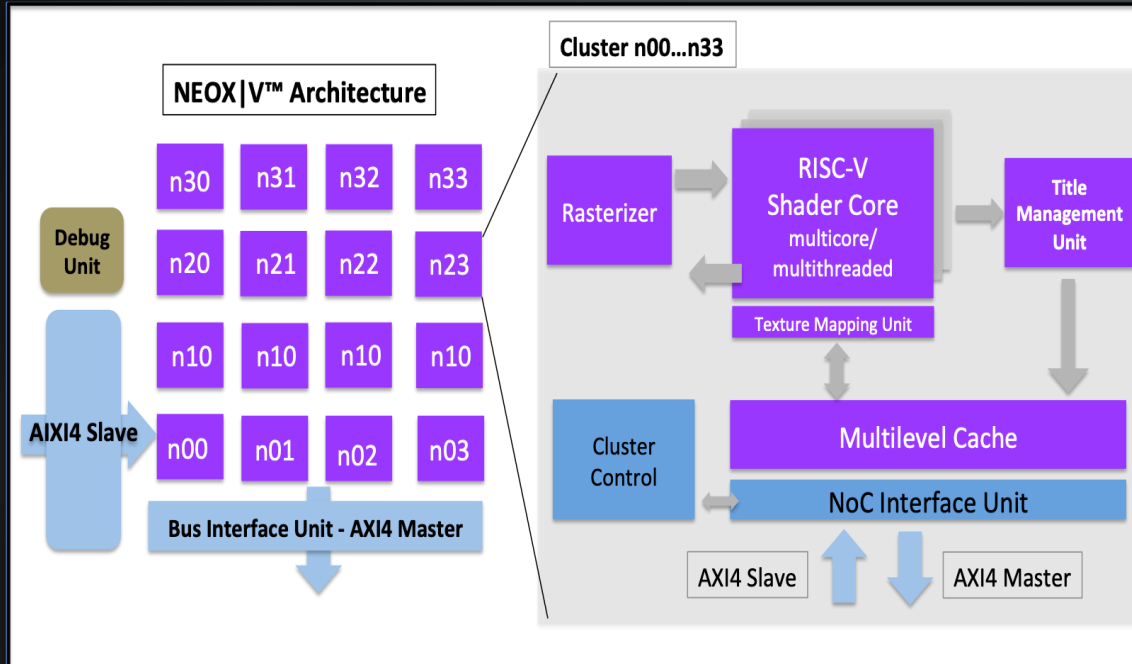 Cluster n00...n33
NEOX|V™ Architecture
n30 n31 n32 n33
Debug
Unit
n20 n21 n22 n23
n10 n10 n10 n10
AIXI4 Slave
n00 n01 n02 n03
Bus Interface Unit - AXI4 Master
Rasterizer
RISC-V
Shader Core
multicore/
multithreaded
Title
Management
Unit
Texture Mapping Unit
Cluster
Control
Multilevel Cache
NoC Interface Unit
AXI4 Slave
AXI4 Master